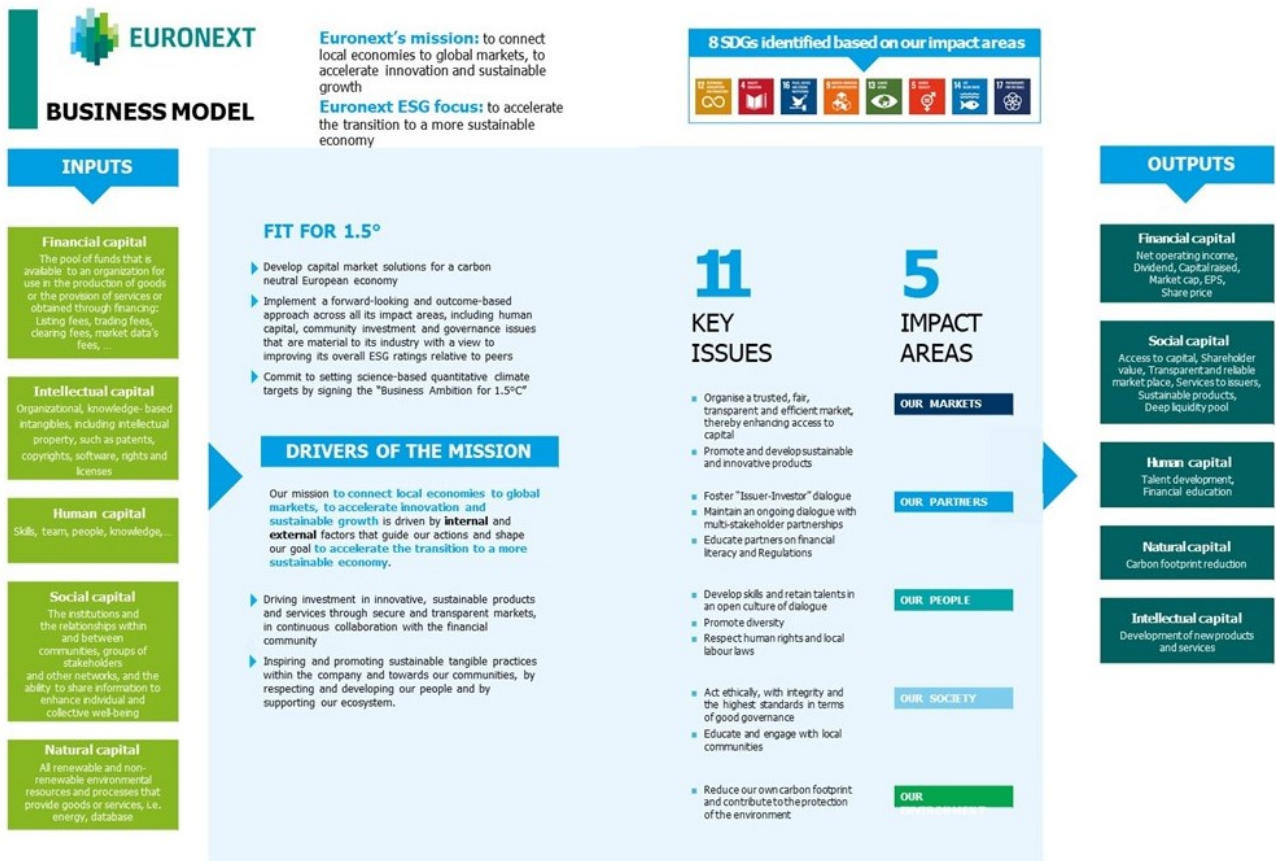 EURONEXT
BUSINESS MODEL
Euronext's mission: to connect
local economies to global markets, to
accelerate innovation and sustainable
growth
Euronext ESG focus: to accelerate
the transition to a more sustainable
economy
8 SDGs identified based on our impact areas
12
4
16
9
13
5
14
17
INPUTS
Financial capital
The pool of funds that is
available to an organization for
use in the production of goods
or the provision of services or
obtained through financing:
Listing fees, trading fees,
clearing fees, market data's
fees, ...
Intellectual capital
Organizational, knowledge- based
intangibles, including intellectual
property, such as patents,
copyrights, software, rights and
licenses
Human capital
Skills, team, people, knowledge,...
Social capital
The institutions and
the relationships within
and between
communities, groups of
stakeholders
and other networks, and the
ability to share information to
enhance individual and
collective well-being
Natural capital
All renewable and non-
renewable environmental
resources and processes that
provide goods or services, i.e.
energy, database
FIT FOR 1.5°
Develop capital market solutions for a carbon
neutral European economy
Implement a forward-looking and outcome-based
approach across all its impact areas, including human
capital, community investment and governance issues
that are material to its industry with a view to
improving its overall ESG ratings relative to peers
Commit to setting science-based quantitative climate
targets by signing the "Business Ambition for 1.5°C"
DRIVERS OF THE MISSION
Our mission to connect local economies to global
markets, to accelerate innovation and
sustainable growth is driven by internal and
external factors that guide our actions and shape
our goal to accelerate the transition to a more
sustainable economy.
Driving investment in innovative, sustainable products
and services through secure and transparent markets,
in continuous collaboration with the financial
community
Inspiring and promoting sustainable tangible practices
within the company and towards our communities, by
respecting and developing our people and by
supporting our ecosystem.
11
KEY
ISSUES
5
IMPACT
AREAS
Organise a trusted, fair,
transparent and efficient market,
thereby enhancing access to
capital
Promote and develop sustainable
and innovative products
OUR MARKETS
Foster "Issuer-Investor" dialogue
Maintain an ongoing dialogue with
multi-stakeholder partnerships
Educate partners on financial
literacy and Regulations
OUR PARTNERS
Develop skills and retain talents in
an open culture of dialogue
Promote diversity
Respect human rights and local
labour laws
OUR PEOPLE
Act ethically, with integrity and
the highest standards in terms
of good governance
Educate and engage with local
communities
OUR SOCIETY
Reduce our own carbon footprint
and contribute to the protection
of the environment
OUR
ENVIRONMENT
OUTPUTS
Financial capital
Net operating income,
Dividend, Capital raised,
Market cap, EPS,
Share price
Social capital
Access to capital, Shareholder
value, Transparent and reliable
market place, Services to issuers,
Sustainable products,
Deep liquidity pool
Human capital
Talent development,
Financial education
Natural capital
Carbon footprint reduction
Intellectual capital
Development of new products
and services